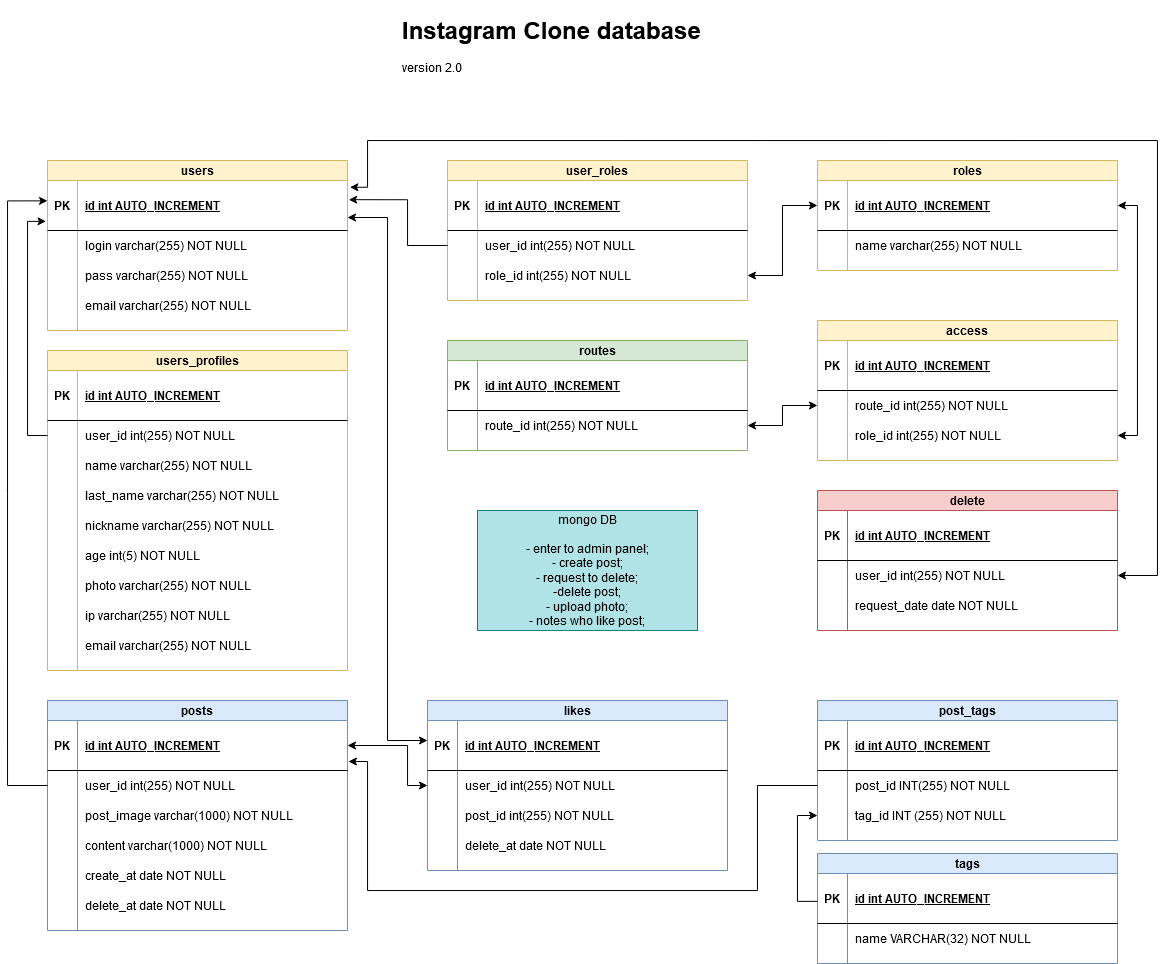 Instagram Clone database
version 2.0
users
PK id int AUTO_INCREMENT
login varchar(255) NOT NULL
pass varchar(255) NOT NULL
email varchar(255) NOT NULL
user_roles
PK id int AUTO_INCREMENT
user_id int(255) NOT NULL
role_id int(255) NOT NULL
roles
PK id int AUTO_INCREMENT
name varchar(255) NOT NULL
users_profiles
PK id int AUTO_INCREMENT
user_id int(255) NOT NULL
name varchar(255) NOT NULL
last_name varchar(255) NOT NULL
nickname varchar(255) NOT NULL
age int(5) NOT NULL
photo varchar(255) NOT NULL
ip varchar(255) NOT NULL
email varchar(255) NOT NULL
routes
PK id int AUTO_INCREMENT
route_id int(255) NOT NULL
access
PK id int AUTO_INCREMENT
route_id int(255) NOT NULL
role_id int(255) NOT NULL
mongo DB
- enter to admin panel;
- create post;
- request to delete;
-delete post;
- upload photo;
- notes who like post;
delete
PK id int AUTO_INCREMENT
user_id int(255) NOT NULL
request_date date NOT NULL
posts
PK id int AUTO_INCREMENT
user_id int(255) NOT NULL
post_image varchar(1000) NOT NULL
content varchar(1000) NOT NULL
create_at date NOT NULL
delete_at date NOT NULL
likes
PK id int AUTO_INCREMENT
user_id int(255) NOT NULL
post_id int(255) NOT NULL
delete_at date NOT NULL
post_tags
PK id int AUTO_INCREMENT
post_id INT(255) NOT NULL
tag_id INT (255) NOT NULL
tags
PK id int AUTO_INCREMENT
name VARCHAR(32) NOT NULL